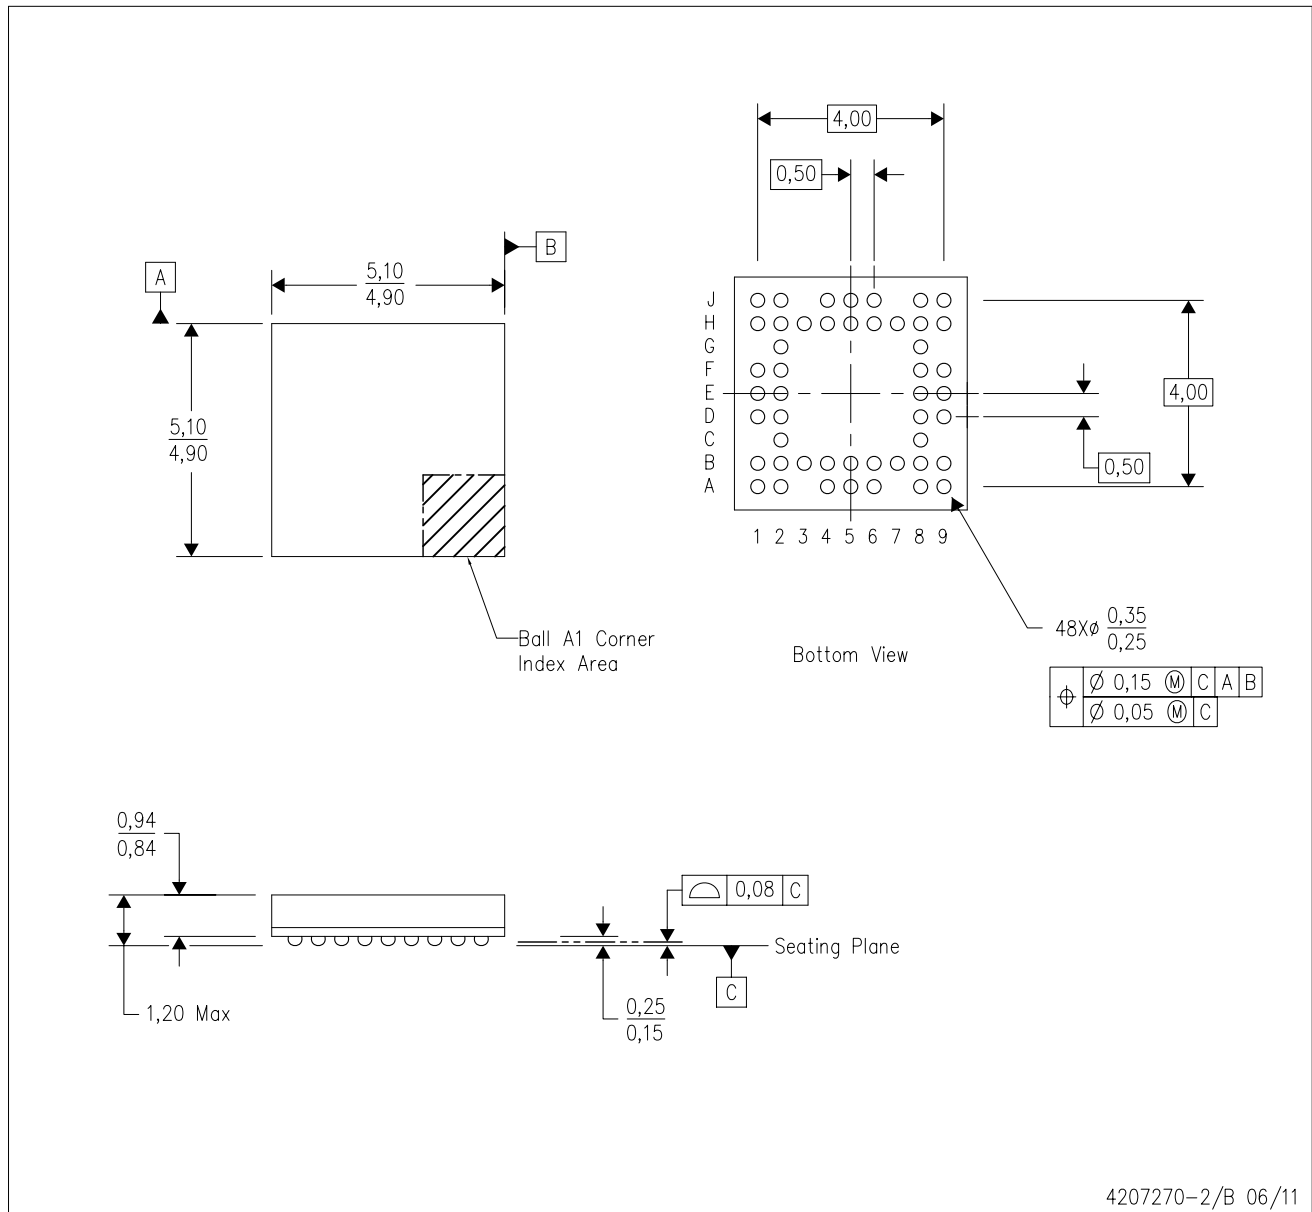 4,00
0,50
B
A
5,10
4,90
5,10
4,90
J
H
G
F
E
D
C
B
A
1 2 3 4 5 6 7 8 9
4,00
0,50
Ball A1 Corner
Index Area
Bottom View
48XØ 0,35
0,25
Ø 0,15 Ⓜ C A B
Ø 0,05 Ⓜ C
0,94
0,84
1,20 Max
0,08 C
Seating Plane
C
0,25
0,15
4207270-2/B 06/11